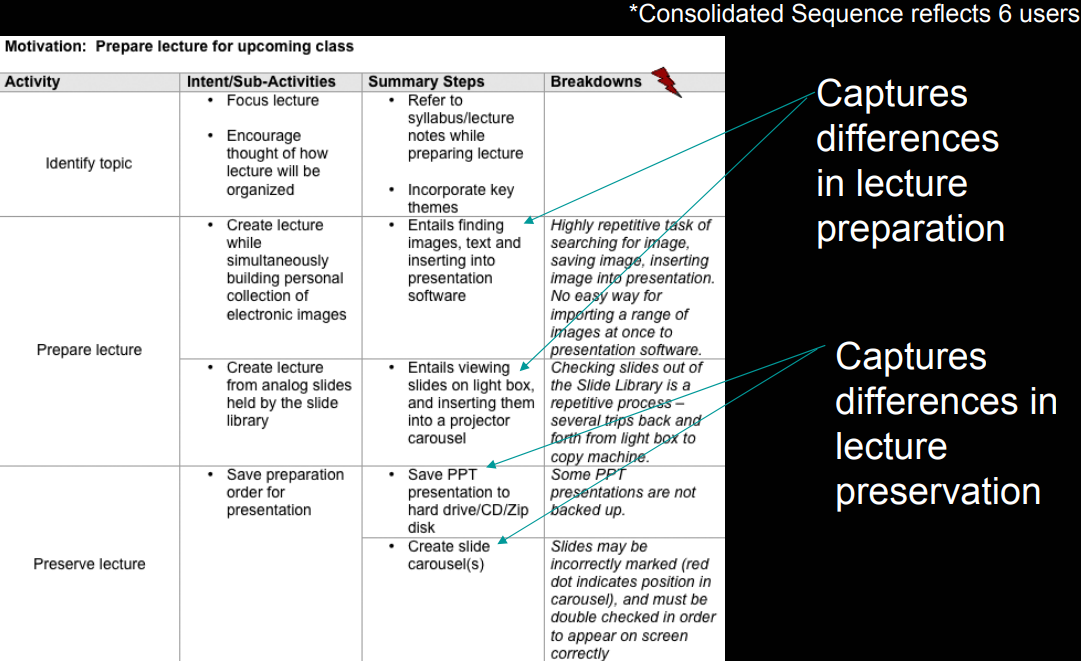 *Consolidated Sequence reflects 6 users
Motivation: Prepare lecture for upcoming class
Activity
Intent/Sub-Activities
Summary Steps
Breakdowns
Identify topic
• Focus lecture
• Encourage
thought of how
lecture will be
organized
• Refer to
syllabus/lecture
notes while
preparing lecture
• Incorporate key
themes
Prepare lecture
• Create lecture
while
simultaneously
building personal
collection of
electronic images
• Entails finding
images, text and
inserting into
presentation
software
Highly repetitive task of
searching for image,
saving image, inserting
image into presentation.
No easy way for
importing a range of
images at once to
presentation software.
• Create lecture
from analog slides
held by the slide
library
• Entails viewing
slides on light box,
and inserting them
into a projector
carousel
Checking slides out of
the Slide Library is a
repetitive process –
several trips back and
forth from light box to
copy machine.
Preserve lecture
• Save preparation
order for
presentation
• Save PPT
presentation to
hard drive/CD/Zip
disk
Some PPT
presentations are not
backed up.
• Create slide
carousel(s)
Slides may be
incorrectly marked (red
dot indicates position in
carousel), and must be
double checked in order
to appear on screen
correctly
Captures
differences
in lecture
preparation
Captures
differences in
lecture
preservation